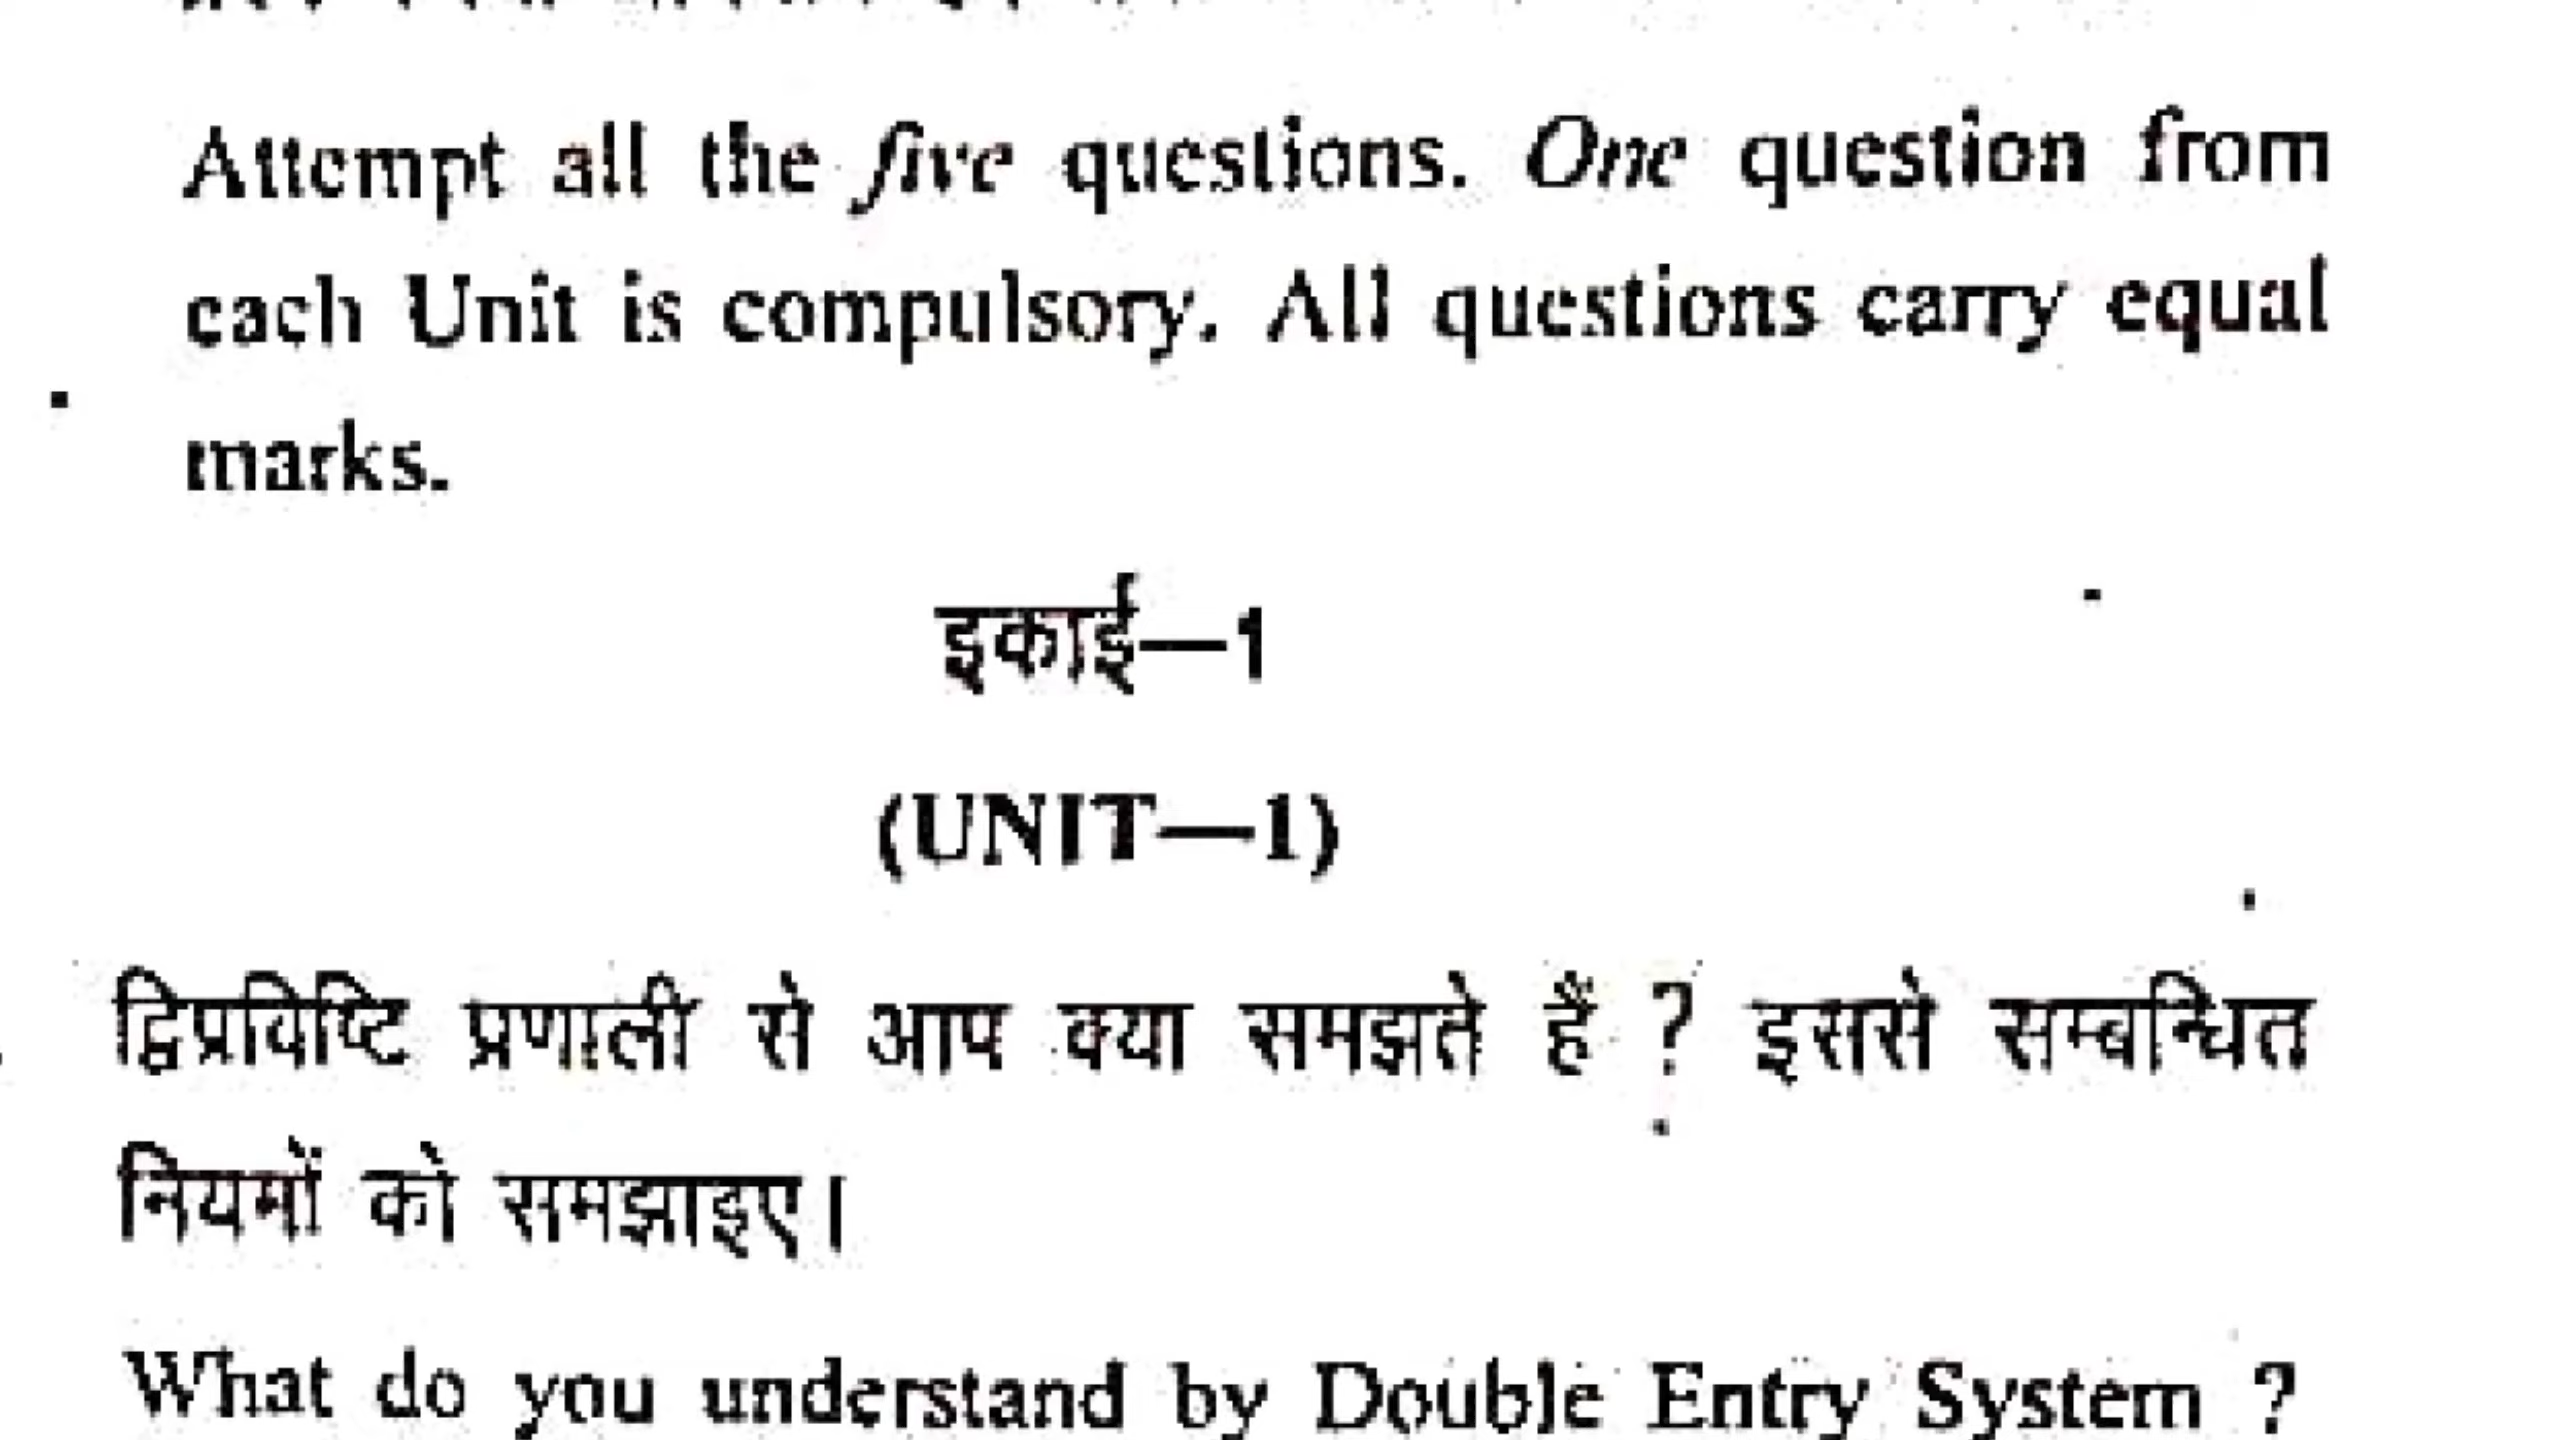 Attempt all the five questions. One question from
each Unit is compulsory. All questions carry equal
marks.
इकाई—1
(UNIT—1)
द्विप्रविष्टि प्रणाली से आप क्या समझते हैं ? इससे सम्बन्धित
नियमों को समझाइए।
What do you understand by Double Entry System ?